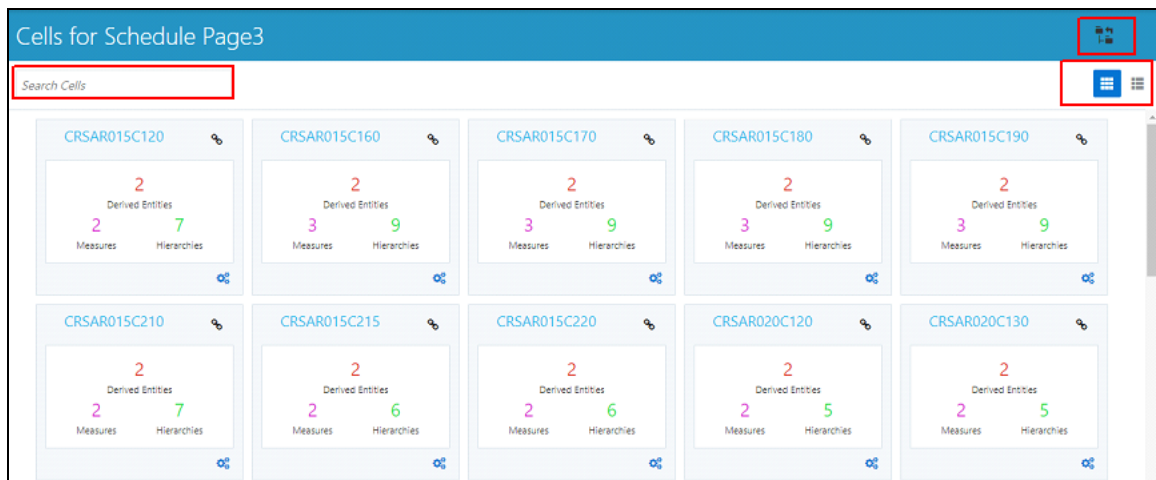 Cells for Schedule Page3
Search Cells
CRSAR015C120 CRSAR015C160 CRSAR015C170 CRSAR015C180 CRSAR015C190
2 2 2 2 2
Derived Entities Derived Entities Derived Entities Derived Entities Derived Entities
2 7 3 9 3 9 3 9 3 9
Measures Hierarchies Measures Hierarchies Measures Hierarchies Measures Hierarchies Measures Hierarchies
CRSAR015C210 CRSAR015C215 CRSAR015C220 CRSAR020C120 CRSAR020C130
2 2 2 2 2
Derived Entities Derived Entities Derived Entities Derived Entities Derived Entities
2 7 2 6 2 6 2 5 2 5
Measures Hierarchies Measures Hierarchies Measures Hierarchies Measures Hierarchies Measures Hierarchies